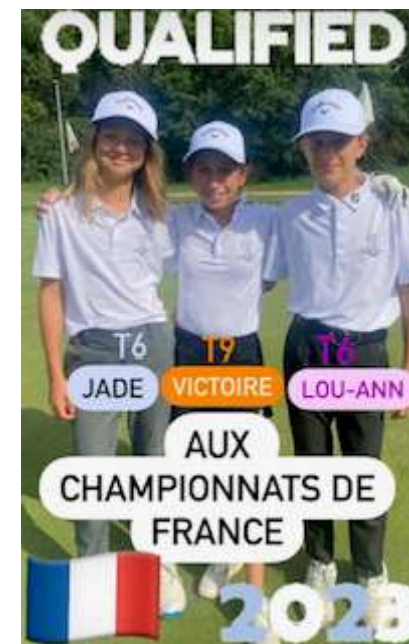 QUALIFIED
T6 T9 T6
JADE VICTOIRE LOU-ANN
AUX
CHAMPIONNATS DE
FRANCE
2023